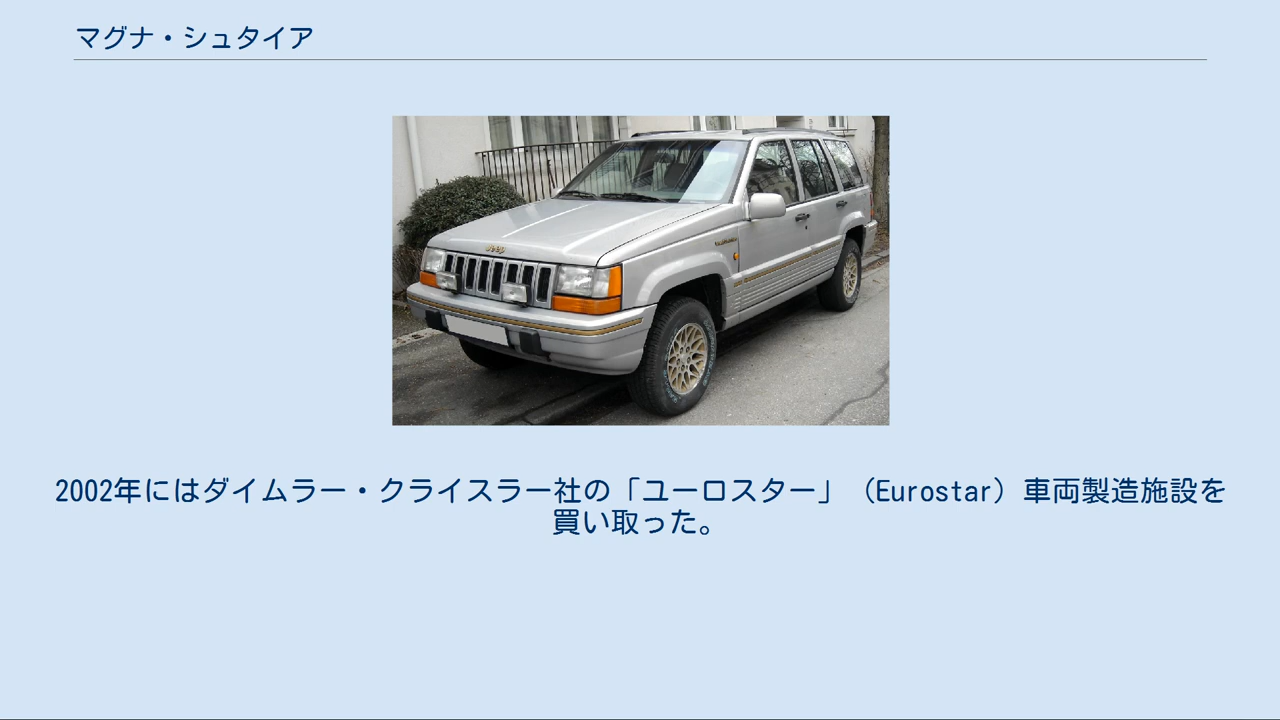 マグナ・シュタイア
Jeep
2002年にはダイムラー・クライスラー社の「ユーロスター」（Eurostar）車両製造施設を
買い取った。